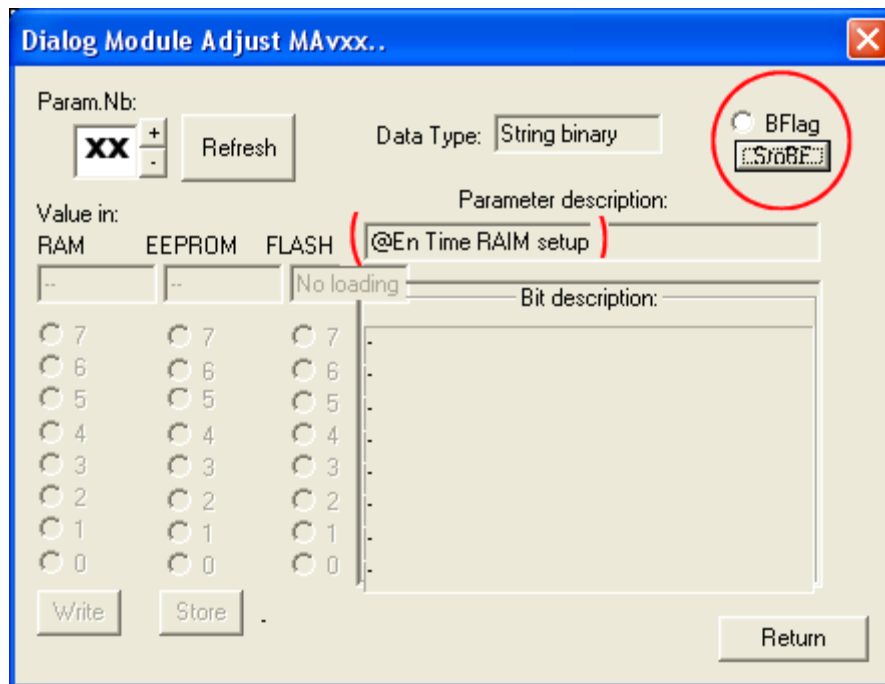 Dialog Module Adjust MAvxx..
Param.Nb:
xx
+
-
Refresh
Data Type: String binary
BFlag
StoBF
Value in:
RAM EEPROM FLASH
Parameter description:
@En Time RAIM setup
-- -- No loading
Bit description:
7 7 7 -
6 6 6 -
5 5 5 -
4 4 4 -
3 3 3 -
2 2 2 -
1 1 1 -
0 0 0 -
Write Store .
Return